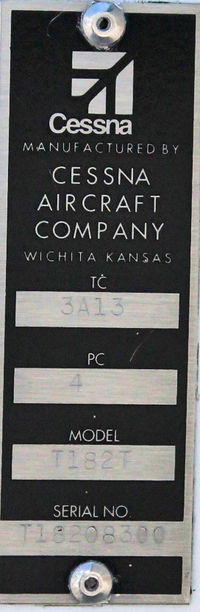 Cessna
MANUFACTURED BY
CESSNA
AIRCRAFT
COMPANY
WICHITA KANSAS
TC
3A13
PC
4
MODEL
T182T
SERIAL NO.
T18208300